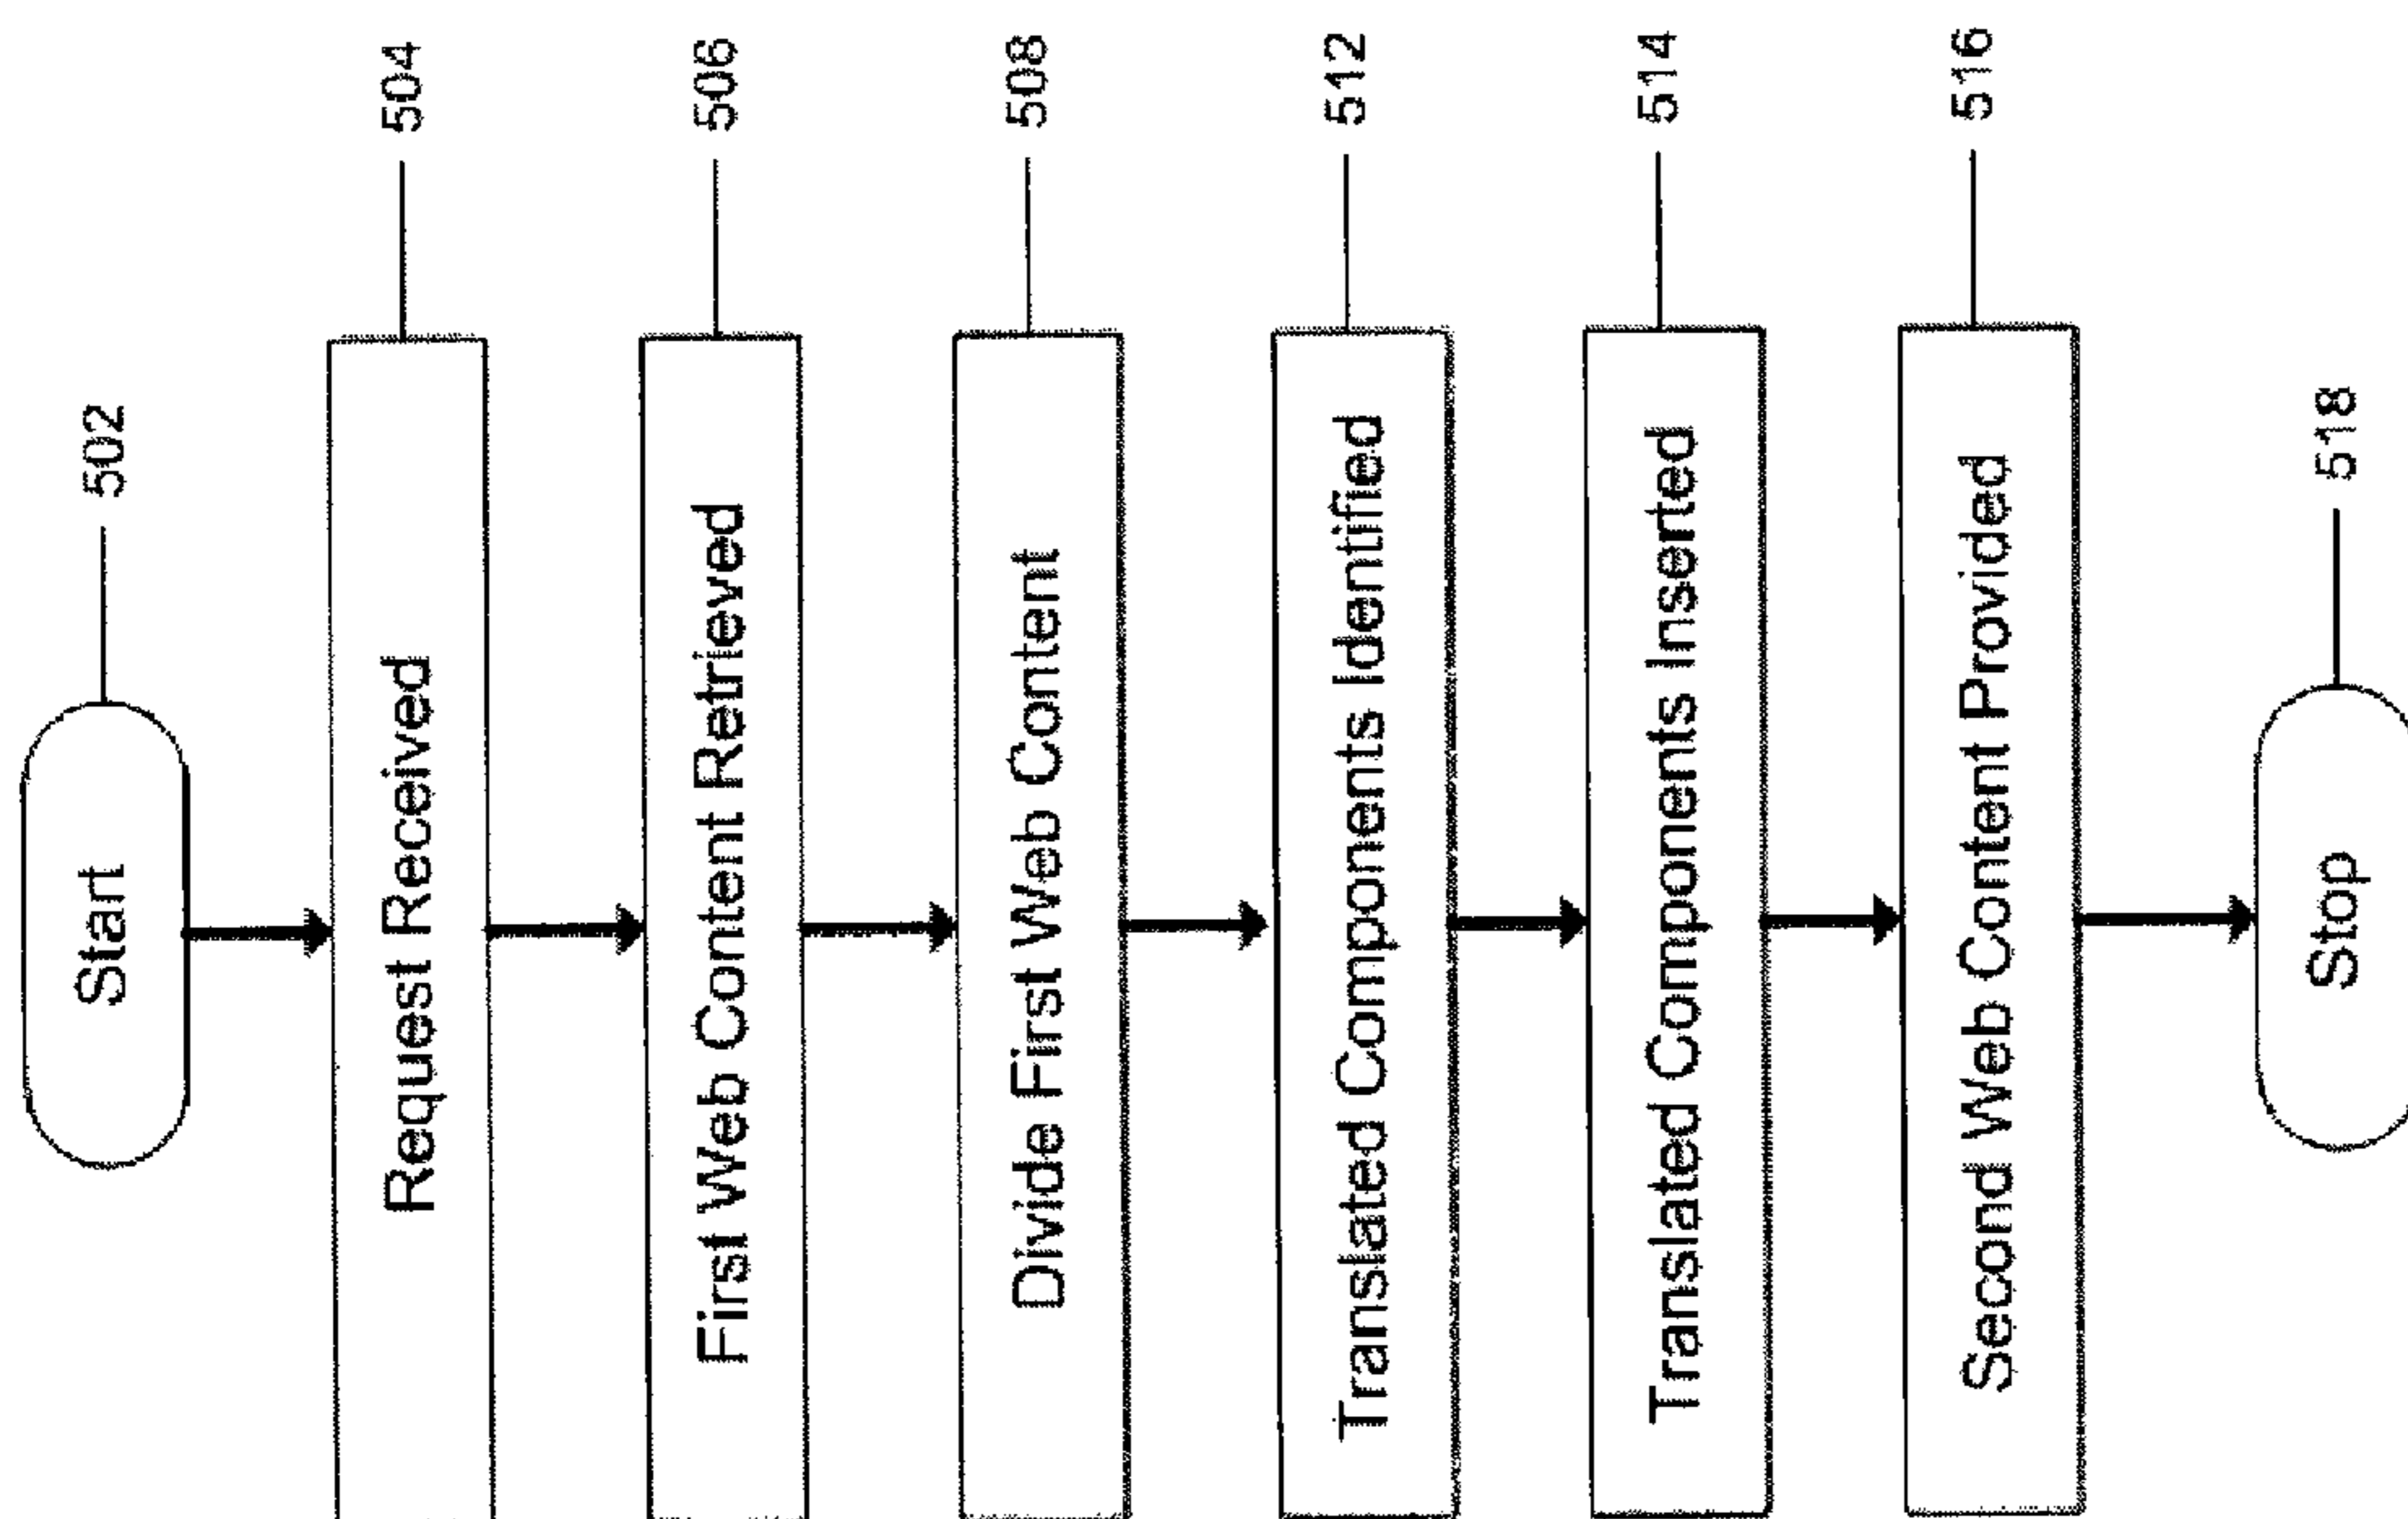 Start
502
Request Received
504
First Web Content Retrieved
506
Divide First Web Content
508
Translated Components Identified
512
Translated Components Inserted
514
Second Web Content Provided
516
Stop
518